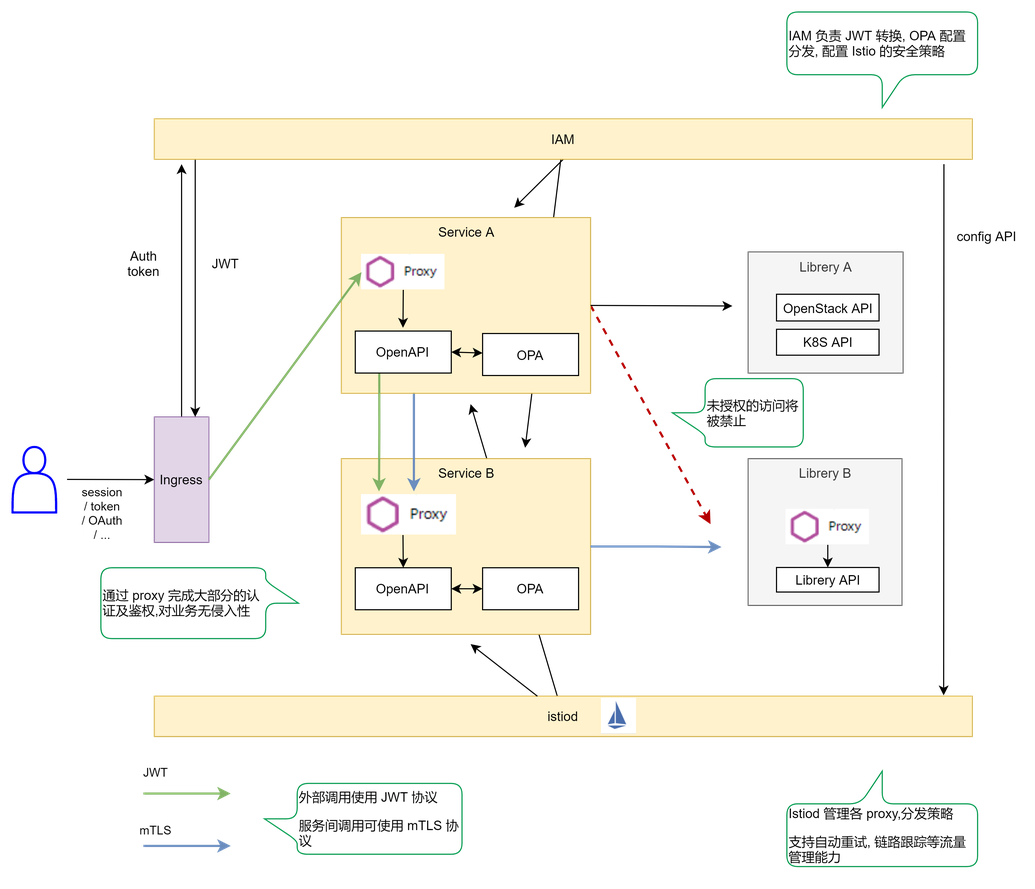 IAM 负责 JWT 转换, OPA 配置
分发, 配置 Istio 的安全策略
IAM
Auth
token
JWT
config API
Service A
Proxy
OpenAPI
OPA
Librery A
OpenStack API
K8S API
未授权的访问将
被禁止
Ingress
session
/ token
/ OAuth
/ ...
Service B
Proxy
OpenAPI
OPA
Librery B
Proxy
Librery API
通过 proxy 完成大部分的认
证及鉴权,对业务无侵入性
istiod
JWT
mTLS
外部调用使用 JWT 协议
服务间调用可使用 mTLS 协
议
Istiod 管理各 proxy,分发策略
支持自动重试, 链路跟踪等流量
管理能力